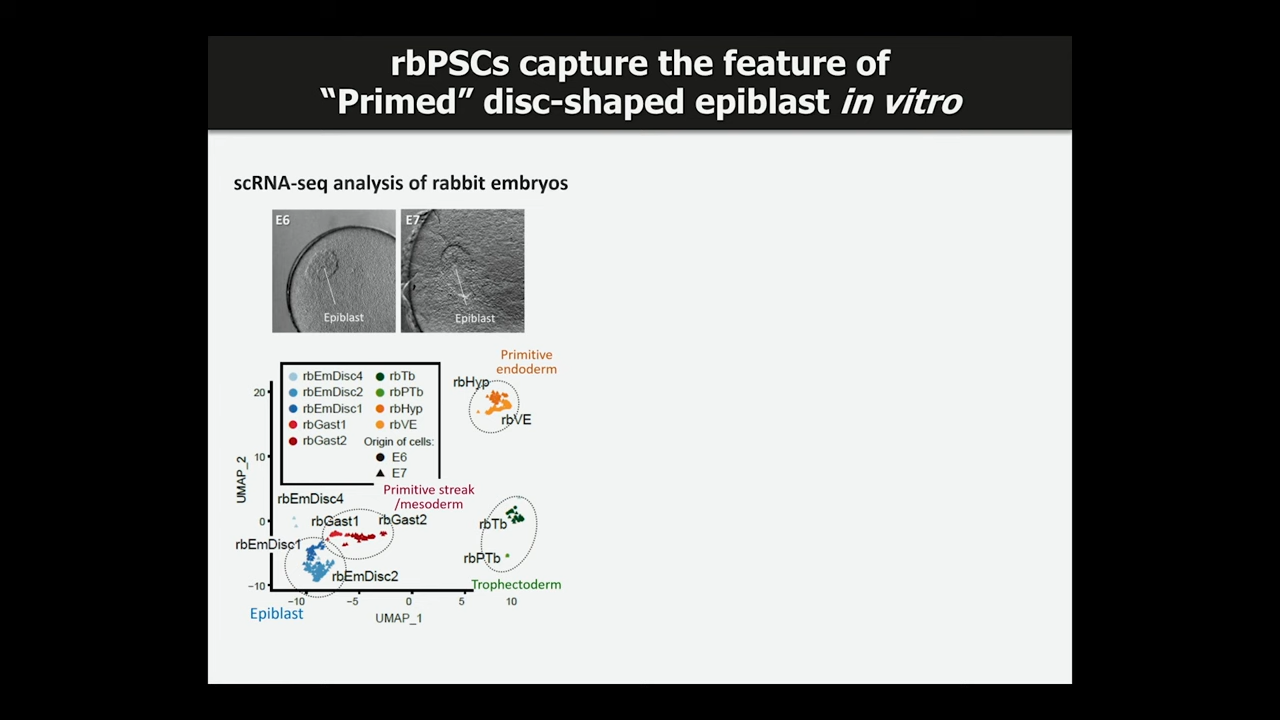 rbPSCs capture the feature of
“Primed” disc-shaped epiblast in vitro
scRNA-seq analysis of rabbit embryos
E6
E7
Epiblast
Epiblast
rbEmDisc4
rbEmDisc2
rbEmDisc1
rbGast1
rbGast2
rbTb
rbPTb
rbHyp
rbVE
Origin of cells:
E6
E7
Primitive
endoderm
rbHyp
rbVE
Primitive streak
/mesoderm
rbEmDisc4
rbGast1
rbGast2
rbTb
rbEmDisc1
rbPTb
rbEmDisc2
Trophectoderm
Epiblast
UMAP_2
20
10
0
−10
−10
−5
0
5
10
UMAP_1